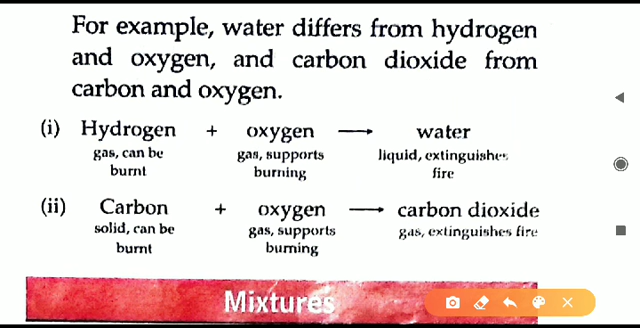 For example, water differs from hydrogen
and oxygen, and carbon dioxide from
carbon and oxygen.
(i) Hydrogen + oxygen → water
gas, can be gas, supports liquid, extinguishes
burnt burning fire
(ii) Carbon + oxygen → carbon dioxide
solid, can be gas, supports gas, extinguishes fire
burnt burning
Mixtures